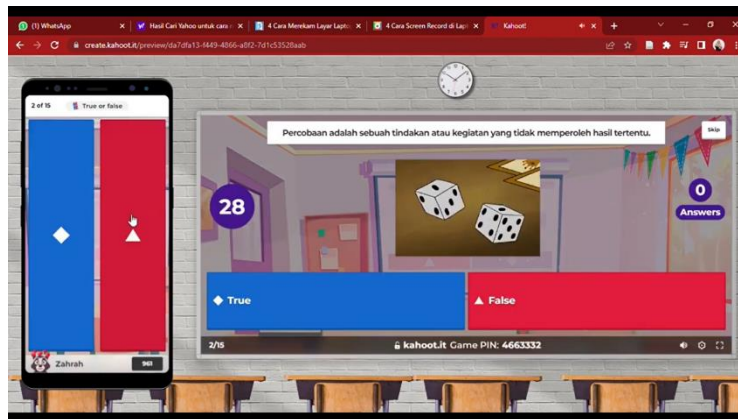 (1) WhatsApp
Hasil Cari Yahoo untuk cara
4 Cara Merekam Layar Lapto
4 Cara Screen Record di Lap
Kahoot!
create.kahoot.it/preview/da7dfa13-f449-4866-a8f2-7d1c53528aab
2 of 15
True or false
Zahrah
961
Percobaan adalah sebuah tindakan atau kegiatan yang tidak memperoleh hasil tertentu.
Skip
28
0
Answers
True
False
2/15
kahoot.it Game PIN: 4663332